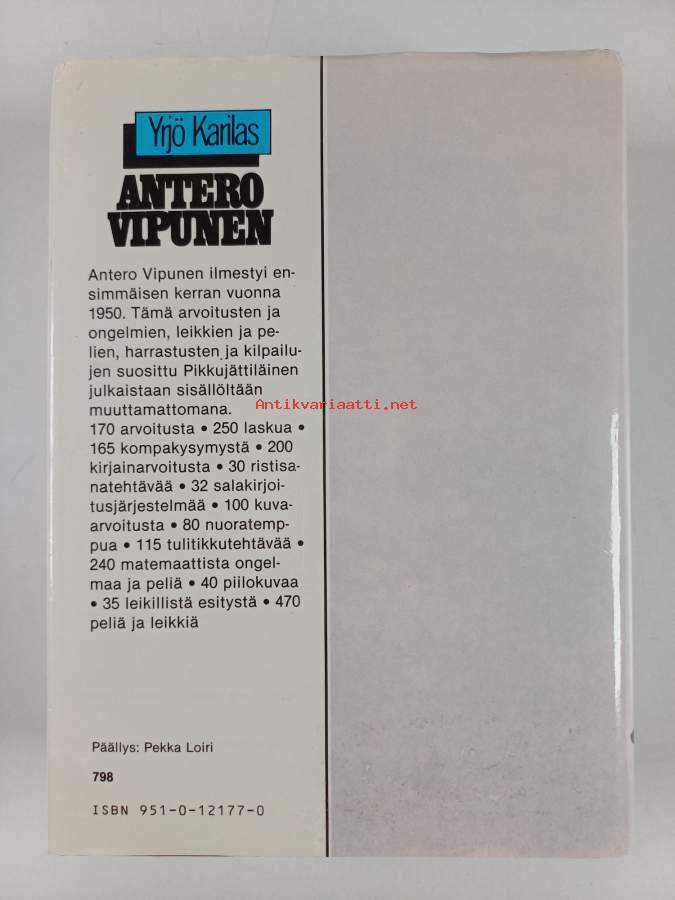 Yrjö Karilas
ANTERO
VIPUNEN
Antero Vipunen ilmestyi en-
simmäisen kerran vuonna
1950. Tämä arvoitusten ja
ongelmien, leikkien ja pe-
lien, harrastusten ja kilpailu-
jen suosittu Pikkujättiläinen
julkaistaan sisällöltään
muuttamattomana.
Antikvariaatti.net
170 arvoitusta • 250 laskua •
165 kompakysymystä • 200
kirjainarvoitusta • 30 ristisa-
natehtävää • 32 salakirjoi-
tusjärjestelmää • 100 kuva-
arvoitusta • 80 nuoratemp-
pua • 115 tulitikkutehtävää •
240 matemaattista ongel-
maa ja peliä • 40 piilokuvaa
• 35 leikillistä esitystä • 470
peliä ja leikkiä
Päällys: Pekka Loiri
798
ISBN 951-0-12177-0